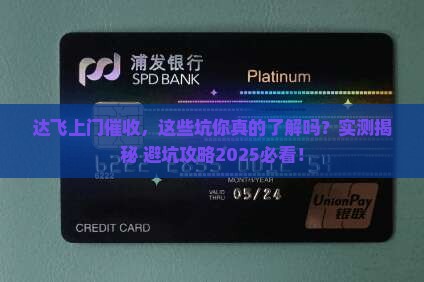 浦发银行
SPD BANK
Platinum
达飞上门催收，这些坑你真的了解吗？实测揭
秘 避坑攻略2025必看！
MONTH/YEAR
VALID THRU 05/24
UnionPay
银联
CREDIT CARD